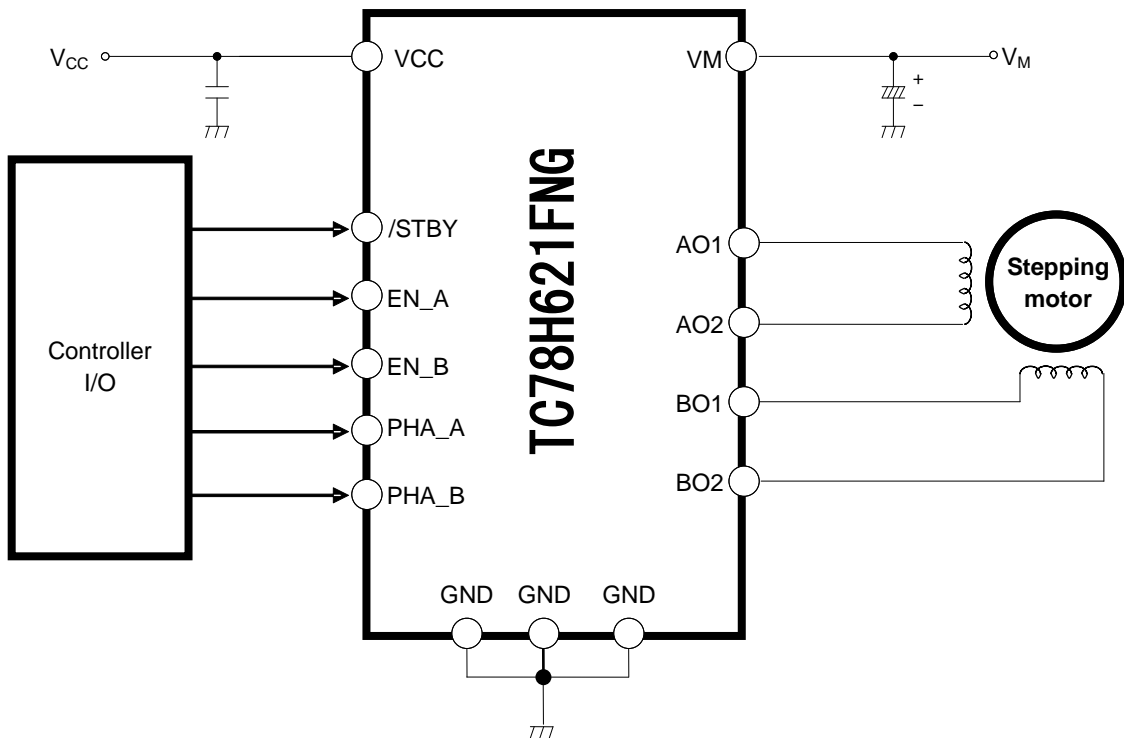 VCC
VCC
VM
+
−
VM
TC78H621FNG
Controller
I/O
/STBY
EN_A
EN_B
PHA_A
PHA_B
AO1
AO2
BO1
BO2
Stepping
motor
GND GND GND